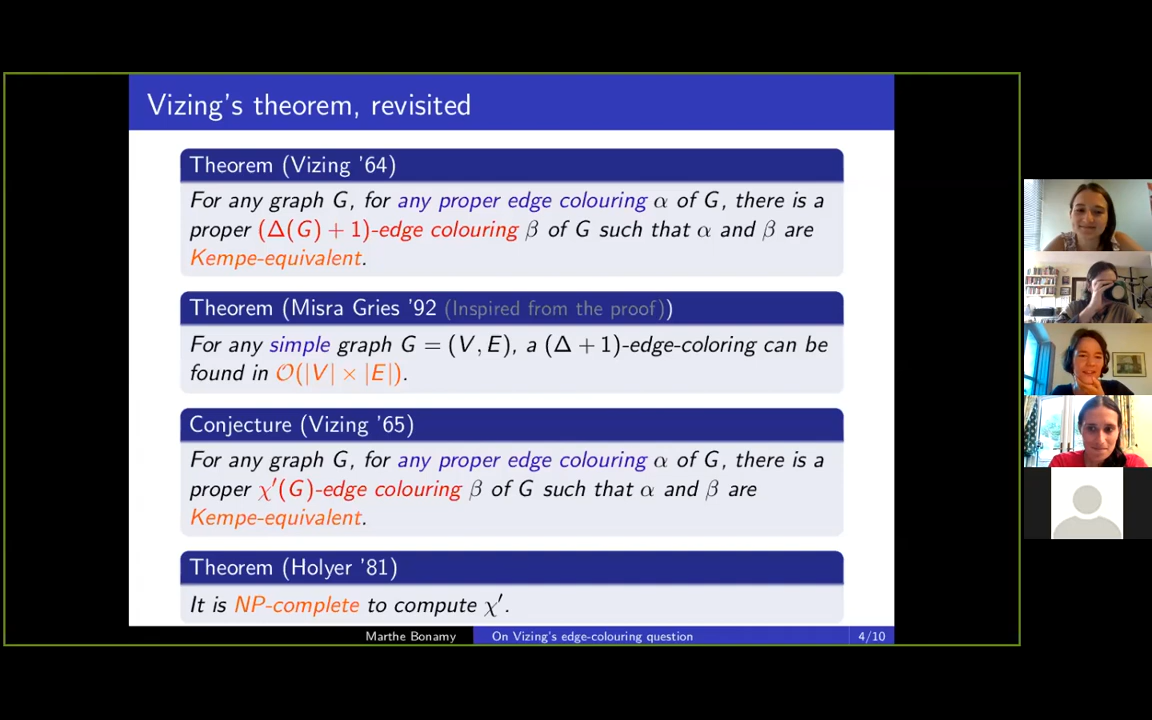 Vizing's theorem, revisited
Theorem (Vizing '64)
For any graph G, for any proper edge colouring α of G, there is a
proper (Δ(G) + 1)-edge colouring β of G such that α and β are
Kempe-equivalent.
Theorem (Misra Gries '92 (Inspired from the proof))
For any simple graph G = (V, E), a (Δ + 1)-edge-coloring can be
found in O(|V| × |E|).
Conjecture (Vizing '65)
For any graph G, for any proper edge colouring α of G, there is a
proper χ′(G)-edge colouring β of G such that α and β are
Kempe-equivalent.
Theorem (Holyer '81)
It is NP-complete to compute χ′.
Marthe Bonamy On Vizing's edge-colouring question 4/10